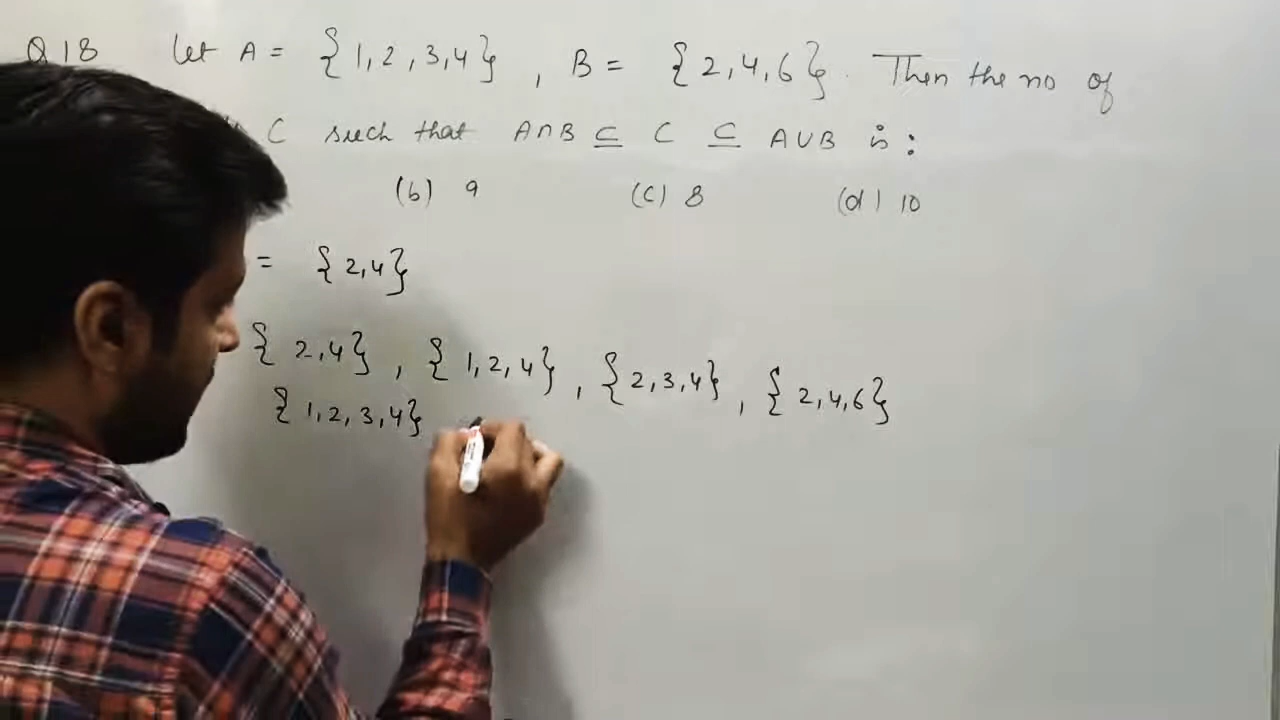 Q 18 let A = {1, 2, 3, 4} , B = {2, 4, 6}. Then the no of
C such that A∩B ⊆ C ⊆ A∪B is :
(b) 9 (c) 8 (d) 10
= {2,4}
{2,4} , {1,2,4} , {2,3,4} , {2,4,6}
{1,2,3,4}